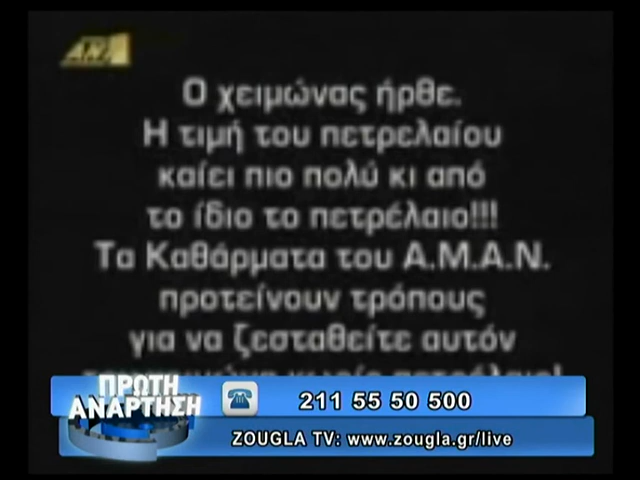 ΑΝ1
Ο χειμώνας ήρθε.
Η τιμή του πετρελαίου
καίει πιο πολύ κι από
το ίδιο το πετρέλαιο!!!
Τα Καθάρματα του Α.Μ.Α.Ν.
προτείνουν τρόπους
για να ζεσταθείτε αυτόν
ΠΡΩΤΗ
ΑΝΑΡΤΗΣΗ
211 55 50 500
ZOUGLA TV: www.zougla.gr/live